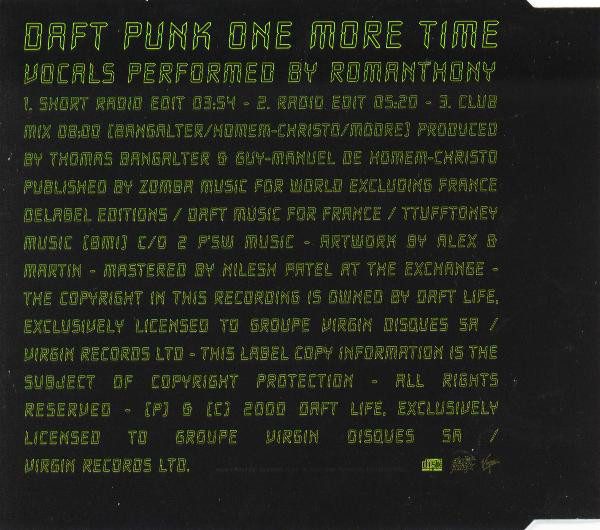 DAFT PUNK ONE MORE TIME
VOCALS PERFORMED BY ROMANTHONY
1. SHORT RADIO EDIT 03:54 - 2. RADIO EDIT 05:20 - 3. CLUB
MIX 08:00 [BANGALTER/HOMEM-CHRISTO/MOORE] PRODUCED
BY THOMAS BANGALTER & GUY-MANUEL DE HOMEM-CHRISTO
PUBLISHED BY ZOMBA MUSIC FOR WORLD EXCLUDING FRANCE
DELABEL EDITIONS / DAFT MUSIC FOR FRANCE / TTUFFTONEY
MUSIC [BMI] C/O 2 P'SW MUSIC - ARTWORK BY ALEX &
MARTIN - MASTERED BY NILESH PATEL AT THE EXCHANGE -
THE COPYRIGHT IN THIS RECORDING IS OWNED BY DAFT LIFE,
EXCLUSIVELY LICENSED TO GROUPE VIRGIN DISQUES SA /
VIRGIN RECORDS LTD - THIS LABEL COPY INFORMATION IS THE
SUBJECT OF COPYRIGHT PROTECTION - ALL RIGHTS
RESERVED - [P] & [C] 2000 DAFT LIFE, EXCLUSIVELY
LICENSED TO GROUPE VIRGIN DISQUES SA /
VIRGIN RECORDS LTD.